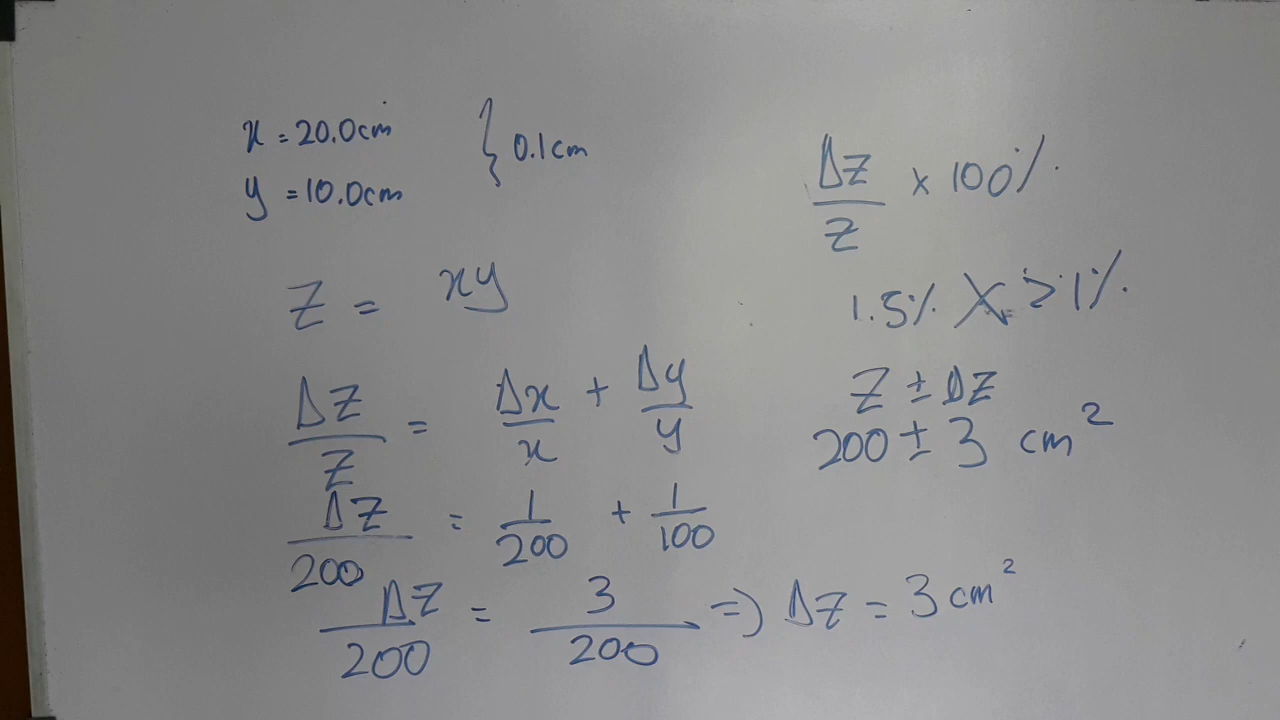 x = 20.0cm } 0.1cm
y = 10.0cm
z = xy
Δz/z = Δx/x + Δy/y
Δz/200 = 1/200 + 1/100
Δz/200 = 3/200 => Δz = 3 cm²
Δz/z x 100%
1.5% X ≥ 1%
z ± Δz
200 ± 3 cm²